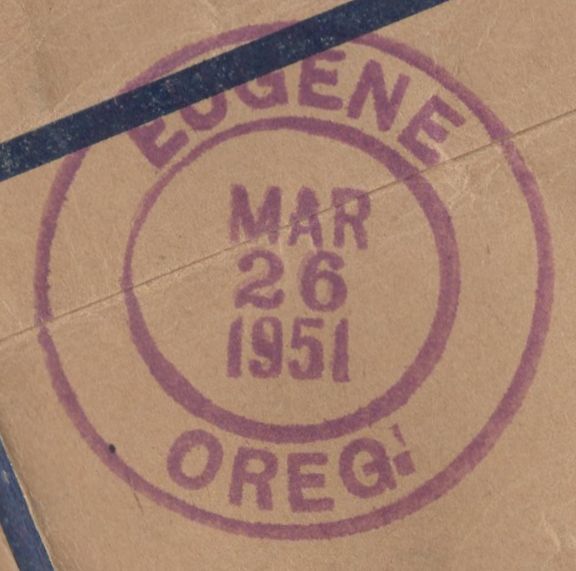 EUGENE
MAR
26
1951
OREG.